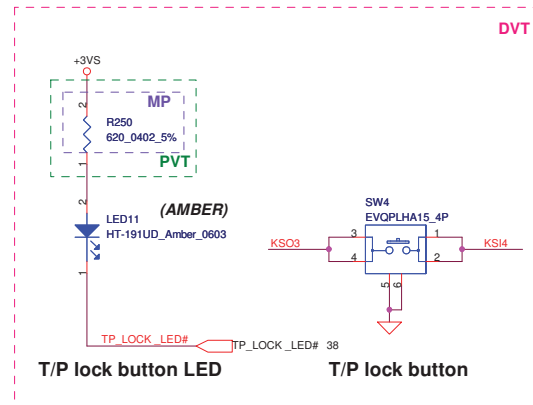 DVT
+3VS
2
MP
R250
620_0402_5%
1
PVT
2
(AMBER)
LED11
HT-191UD_Amber_0603
1
SW4
EVQPLHA15_4P
KSO3
3
1
KSI4
4
2
5
6
TP_LOCK _LED#
TP_LOCK _LED# 38
T/P lock button LED
T/P lock button